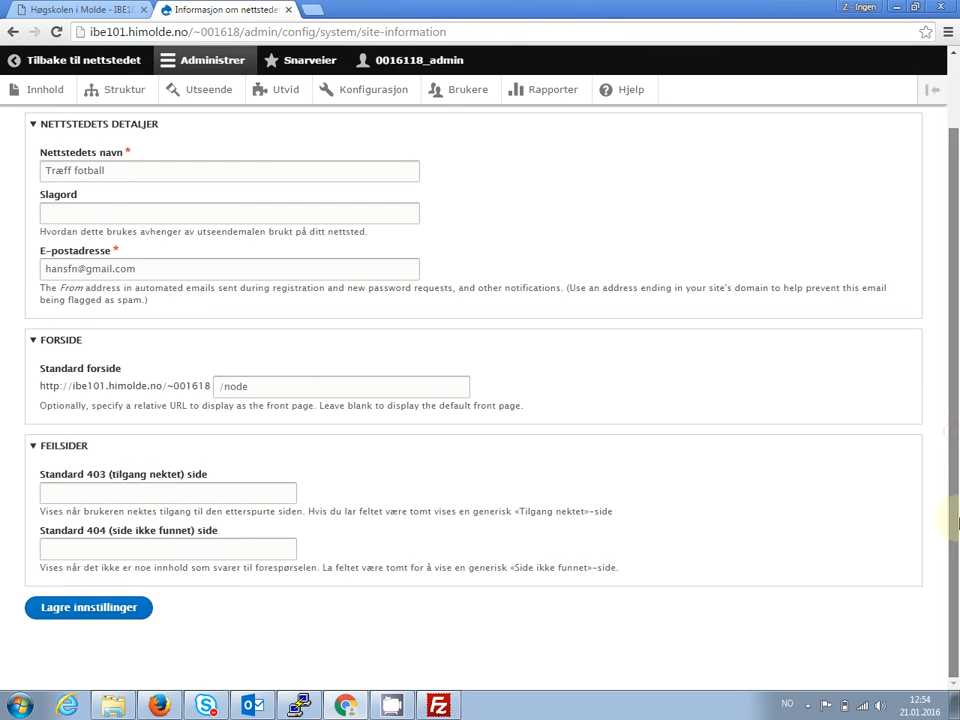 Høgskolen i Molde - IBE10
Informasjon om nettstedet
Z - Ingen
ibe101.himolde.no/~001618/admin/config/system/site-information
Tilbake til nettstedet
Administrer
Snarveier
0016118_admin
Innhold
Struktur
Utseende
Utvid
Konfigurasjon
Brukere
Rapporter
Hjelp
NETTSTEDETS DETALJER
Nettstedets navn *
Træff fotball
Slagord
Hvordan dette brukes avhenger av utseendemalen brukt på ditt nettsted.
E-postadresse *
hansfn@gmail.com
The From address in automated emails sent during registration and new password requests, and other notifications. (Use an address ending in your site's domain to help prevent this email
being flagged as spam.)
FORSIDE
Standard forside
http://ibe101.himolde.no/~001618 /node
Optionally, specify a relative URL to display as the front page. Leave blank to display the default front page.
FEILSIDER
Standard 403 (tilgang nektet) side
Vises når brukeren nektes tilgang til den etterspurte siden. Hvis du lar feltet være tomt vises en generisk «Tilgang nektet»-side
Standard 404 (side ikke funnet) side
Vises når det ikke er noe innhold som svarer til forespørselen. La feltet være tomt for å vise en generisk «Side ikke funnet»-side.
Lagre innstillinger
NO
12:54
21.01.2016